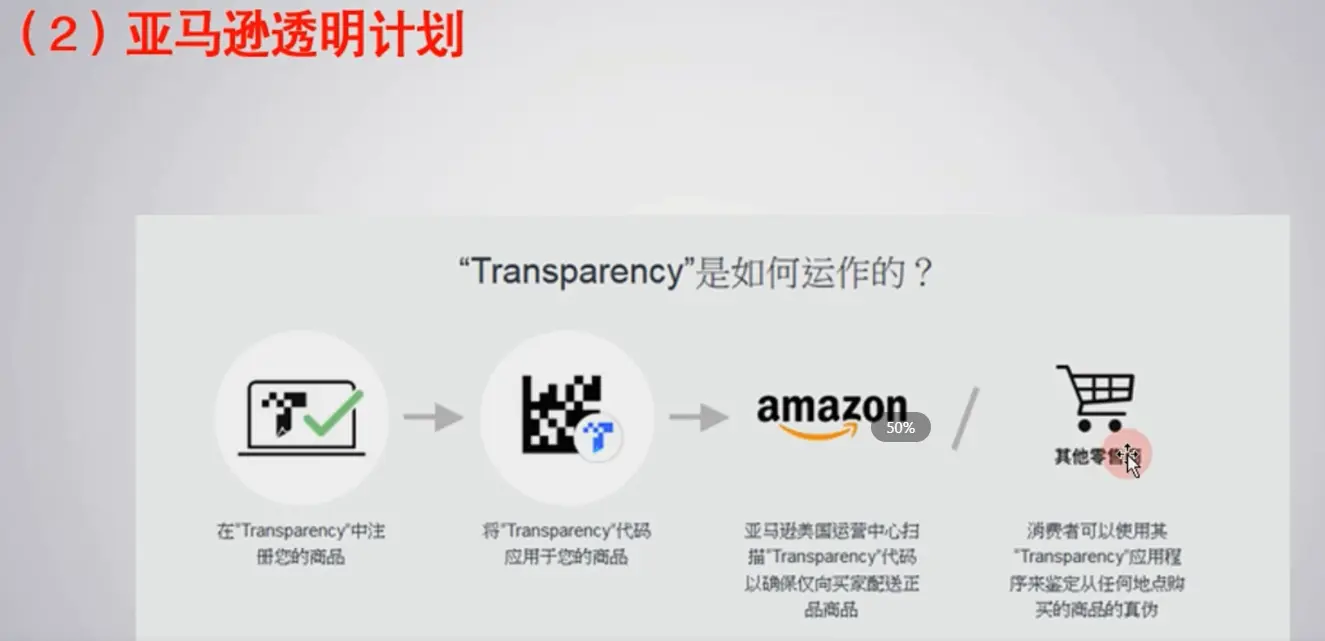 （2）亚马逊透明计划
“Transparency”是如何运作的？
amazon
50%
其他零售商
在“Transparency”中注
册您的商品
将“Transparency”代码
应用于您的商品
亚马逊美国运营中心扫
描“Transparency”代码
以确保仅向买家配送正
品商品
消费者可以使用其
“Transparency”应用程
序来鉴定从任何地点购
买的商品的真伪